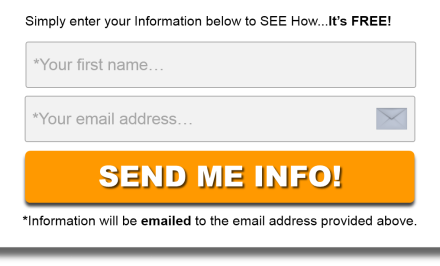 Simply enter your Information below to SEE How...It's FREE!
*Your first name...
*Your email address...
SEND ME INFO!
*Information will be emailed to the email address provided above.